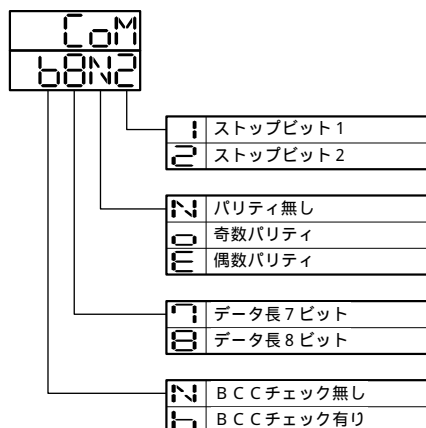 CoM
b8N2
1 ストップビット1
2 ストップビット2
N パリティ無し
o 奇数パリティ
E 偶数パリティ
7 データ長7ビット
8 データ長8ビット
N BCCチェック無し
b BCCチェック有り